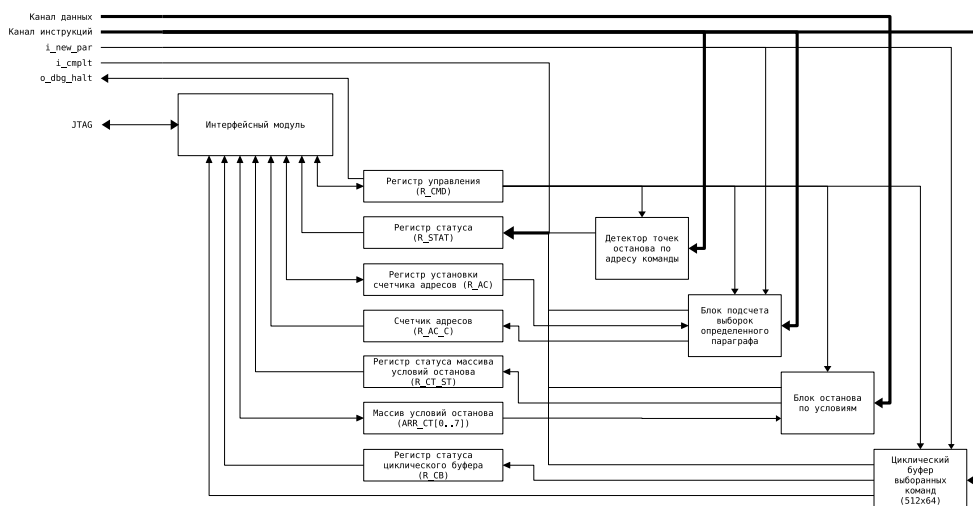 Канал данных
Канал инструкций
i_new_par
i_cmplt
o_dbg_halt
JTAG
Интерфейсный модуль
Регистр управления
(R_CMD)
Регистр статуса
(R_STAT)
Детектор точек
останова по
адресу команды
Регистр установки
счетчика адресов (R_AC)
Блок подсчета
выборок
определенного
параграфа
Счетчик адресов
(R_AC_C)
Регистр статуса массива
условий останова
(R_CT_ST)
Блок останова
по условиям
Массив условий останова
(ARR_CT[0..7])
Регистр статуса
циклического буфера
(R_CB)
Циклический
буфер
выборанных
команд
(512x64)